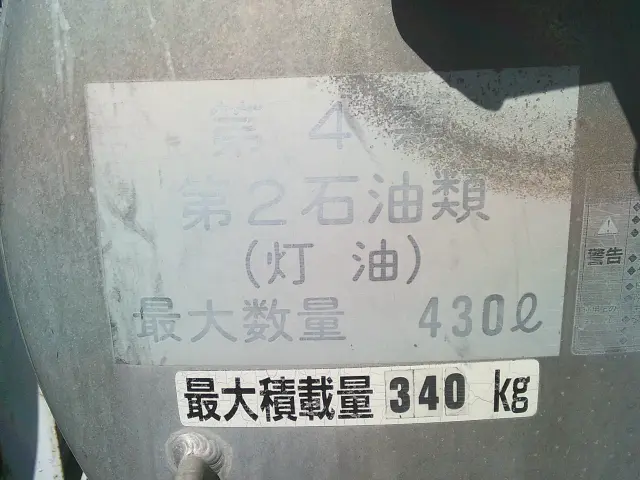 第 4
第2石油類
(灯 油)
最大数量 430ℓ
最大積載量 340 kg
警告